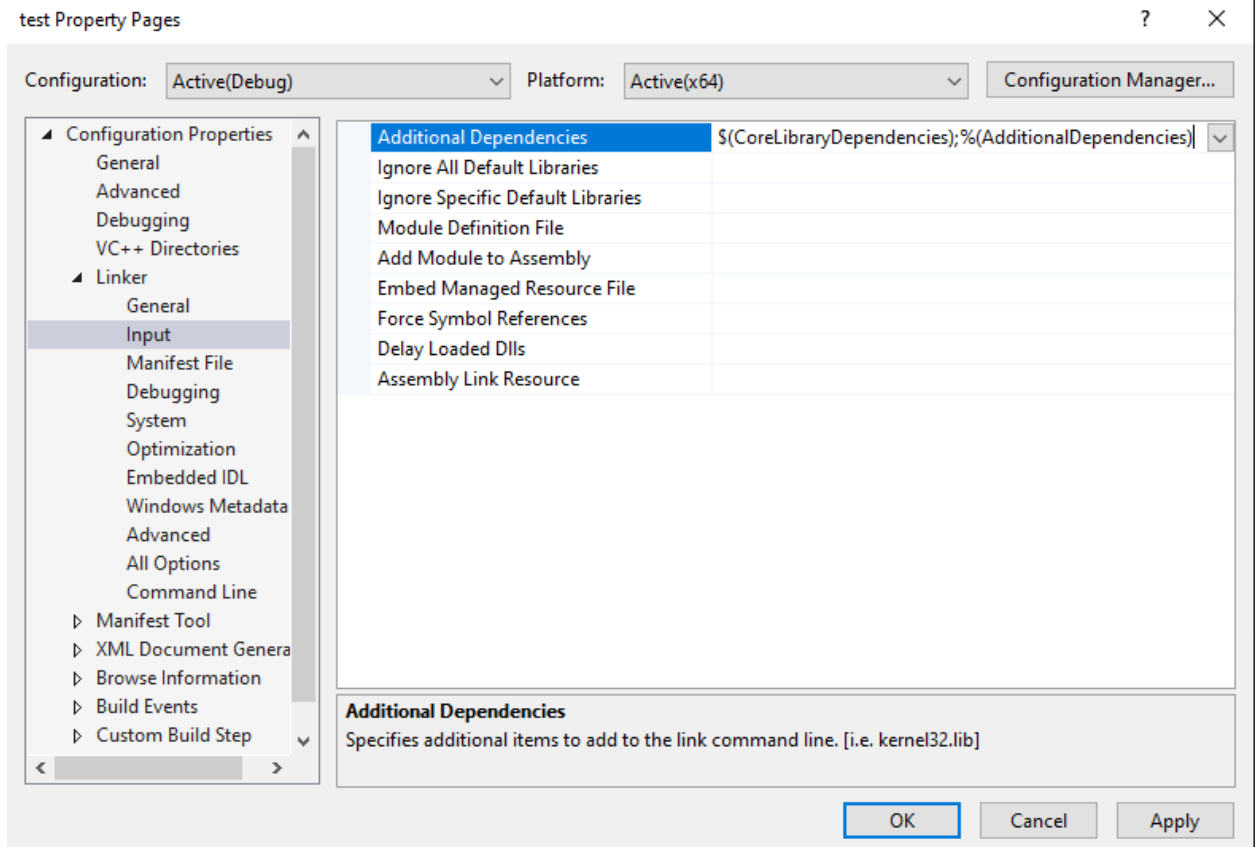 test Property Pages
?
Configuration: Active(Debug) Platform: Active(x64) Configuration Manager...
Configuration Properties
General
Advanced
Debugging
VC++ Directories
Linker
General
Input
Manifest File
Debugging
System
Optimization
Embedded IDL
Windows Metadata
Advanced
All Options
Command Line
Manifest Tool
XML Document Genera
Browse Information
Build Events
Custom Build Step
Additional Dependencies $(CoreLibraryDependencies);%(AdditionalDependencies)
Ignore All Default Libraries
Ignore Specific Default Libraries
Module Definition File
Add Module to Assembly
Embed Managed Resource File
Force Symbol References
Delay Loaded Dlls
Assembly Link Resource
Additional Dependencies
Specifies additional items to add to the link command line. [i.e. kernel32.lib]
OK Cancel Apply